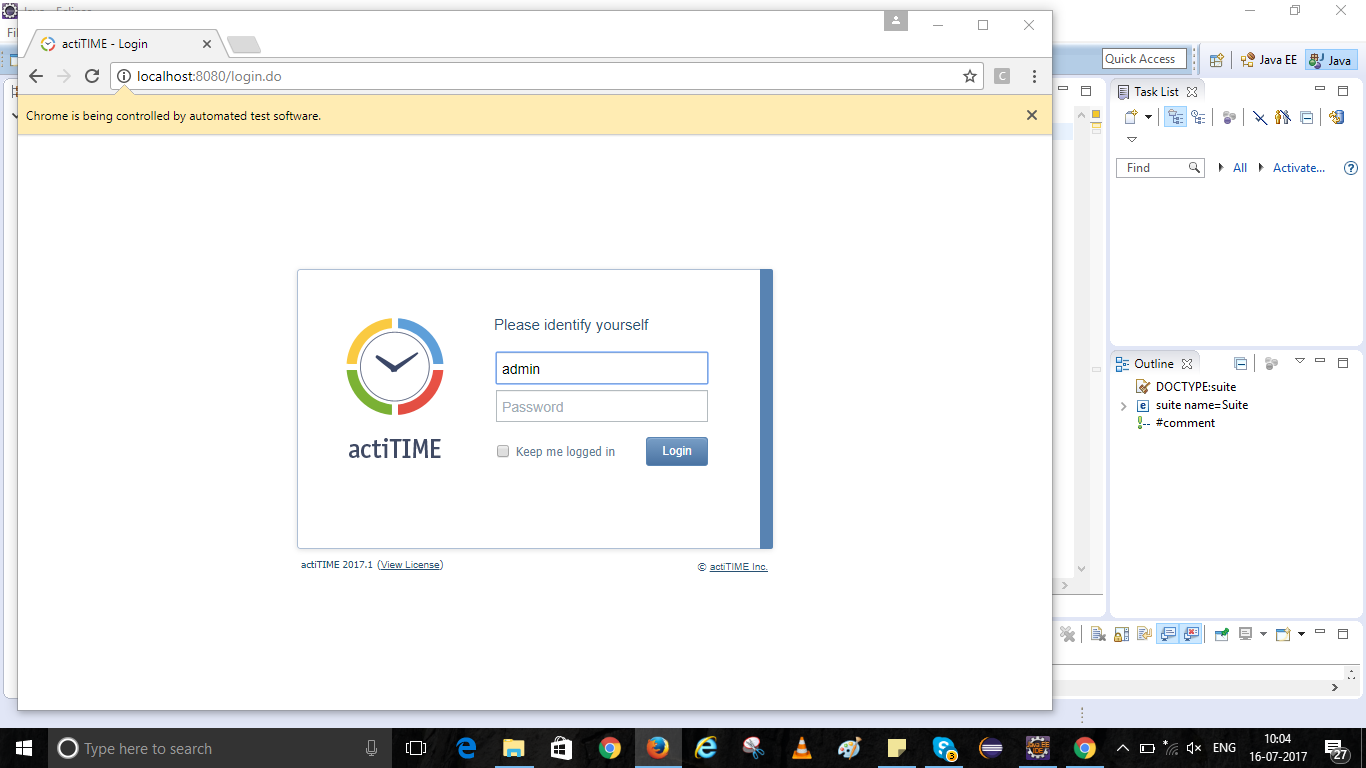 actiTIME - Login
localhost:8080/login.do
C
Chrome is being controlled by automated test software.
Please identify yourself
admin
Password
Keep me logged in
Login
actiTIME
actiTIME 2017.1 (View License)
© actiTIME Inc.
Quick Access
Java EE
Java
Task List
Find
All
Activate...
?
Outline
DOCTYPE:suite
e
suite name=Suite
#comment
Type here to search
3
ENG
10:04
16-07-2017
27